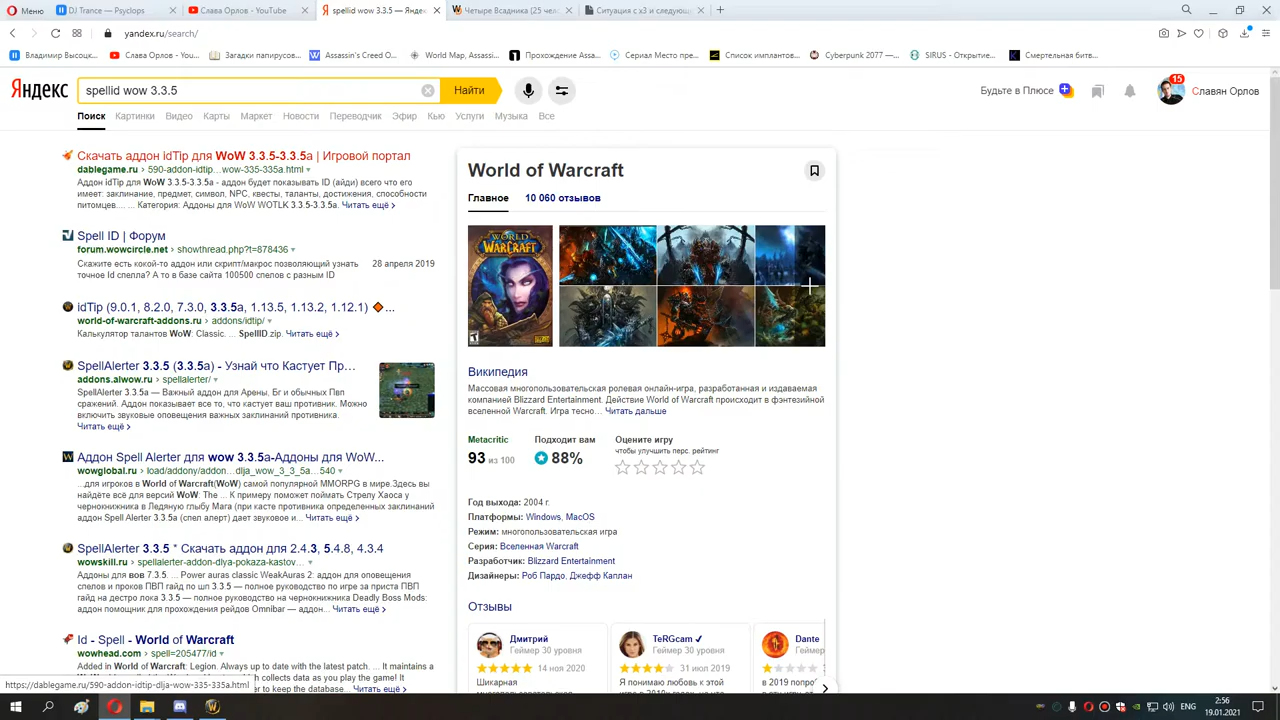 Меню
DJ Trance — Psyclops
Слава Орлов - YouTube
spellid wow 3.3.5 —
Четыре Всадника (25 чел
Ситуация с х3 и следующ
yandex.ru/search/
Владимир Высоцк...
Слава Орлов - YouT...
Загадки папирусов...
Assassin's Creed O...
World Map, Assassi...
Прохождение Assa...
Сериал Место пре...
Список имплантов...
Cyberpunk 2077 —...
SIRUS - Открытие...
Смертельная битв...
Яндекс
spellid wow 3.3.5
Найти
Будьте в Плюсе
15
Славян Орлов
Поиск Картинки Видео Карты Маркет Новости Переводчик Эфир Кью Услуги Музыка Все
Скачать аддон idTip для WoW 3.3.5-3.3.5a | Игровой портал
dablegame.ru › 590-addon-idtip...wow-335-335a.html
Аддон idTip для WoW 3.3.5-3.3.5a - аддон будет показывать ID (айди) всего что его
имеет: заклинание, предмет, символ, NPC, квесты, таланты, достижения, способности
питомцев.... ... Категория: Аддоны для WoW WOTLK 3.3.5-3.3.5a. Читать ещё ›
Spell ID | Форум
forum.wowcircle.net › showthread.php?t=878436
Скажите есть кокой-то аддон или скрипт/макрос позволяющий узнать
28 апреля 2019
точное Id спелла? А то в базе сайта 100500 спелов с разным ID
idTip (9.0.1, 8.2.0, 7.3.0, 3.3.5a, 1.13.5, 1.13.2, 1.12.1) ...
world-of-warcraft-addons.ru › addons/idtip/
Калькулятор талантов WoW: Classic. ... SpellID zip. Читать ещё ›
SpellAlerter 3.3.5 (3.3.5a) - Узнай что Кастует Пр...
addons.alwow.ru › spellalerter/
SpellAlerter 3.3.5a — Важный аддон для Арены, Бг и обычных Пвп
сражений. Аддон показывает все то, что кастует ваш противник. Можно
включить звуковые оповещения важных заклинаний противника.
Читать ещё ›
Аддон Spell Alerter для wow 3.3.5a-Аддоны для WoW...
wowglobal.ru › load/addony/addon...dlja_wow_3_3_5a...540
...для игроков в World of Warcraft(WoW) самой популярной MMORPG в мире.Здесь вы
найдёте всё для версий WoW: The ... К примеру поможет поймать Стрелу Хаоса у
чернокнижника в Ледяную глыбу Мага (при касте противника определенных заклинаний
аддон Spell Alerter 3.3.5a (спел алерт) дает звуковое и... Читать ещё ›
SpellAlerter 3.3.5 * Скачать аддон для 2.4.3, 5.4.8, 4.3.4
wowskill.ru › spellalerter-addon-dlya-pokaza-kastov...
Аддоны для вов 7.3.5. ... Power auras classic WeakAuras 2: аддон для оповещения
спелов и проков ПВП гайд по шп 3.3.5 — полное руководство по игре за приста ПВП
гайд на дестро лока 3.3.5 — полное руководство на чернокнижника Deadly Boss Mods:
аддон помощник для прохождения рейдов Omnibar — аддон... Читать ещё ›
Id - Spell - World of Warcraft
wowhead.com › spell=205477/id
Added in World of Warcraft: Legion. Always up to date with the latest patch. ... It maintains a
llects data as you play the game! It
er to keep the database... Читать ещё ›
https://dablegame.ru/590-addon-idtip-dlja-wow-335-335a.html
World of Warcraft
Главное
10 060 отзывов
WORLD
WARCRAFT
Википедия
Массовая многопользовательская ролевая онлайн-игра, разработанная и издаваемая
компанией Blizzard Entertainment. Действие World of Warcraft происходит в фэнтезийной
вселенной Warcraft. Игра тесно... Читать дальше
Metacritic
93 из 100
Подходит вам
88%
Оцените игру
чтобы улучшить перс. рейтинг
Год выхода: 2004 г.
Платформы: Windows, MacOS
Режим: многопользовательская игра
Серия: Вселенная Warcraft
Разработчик: Blizzard Entertainment
Дизайнеры: Роб Пардо, Джефф Каплан
Отзывы
Дмитрий
Геймер 30 уровня
14 ноя 2020
Шикарная
TeRGcam
Геймер 30 уровня
31 июл 2019
Я понимаю любовь к этой
Dante
Геймер
в 2019 попроб
ENG
2:56
19.01.2021